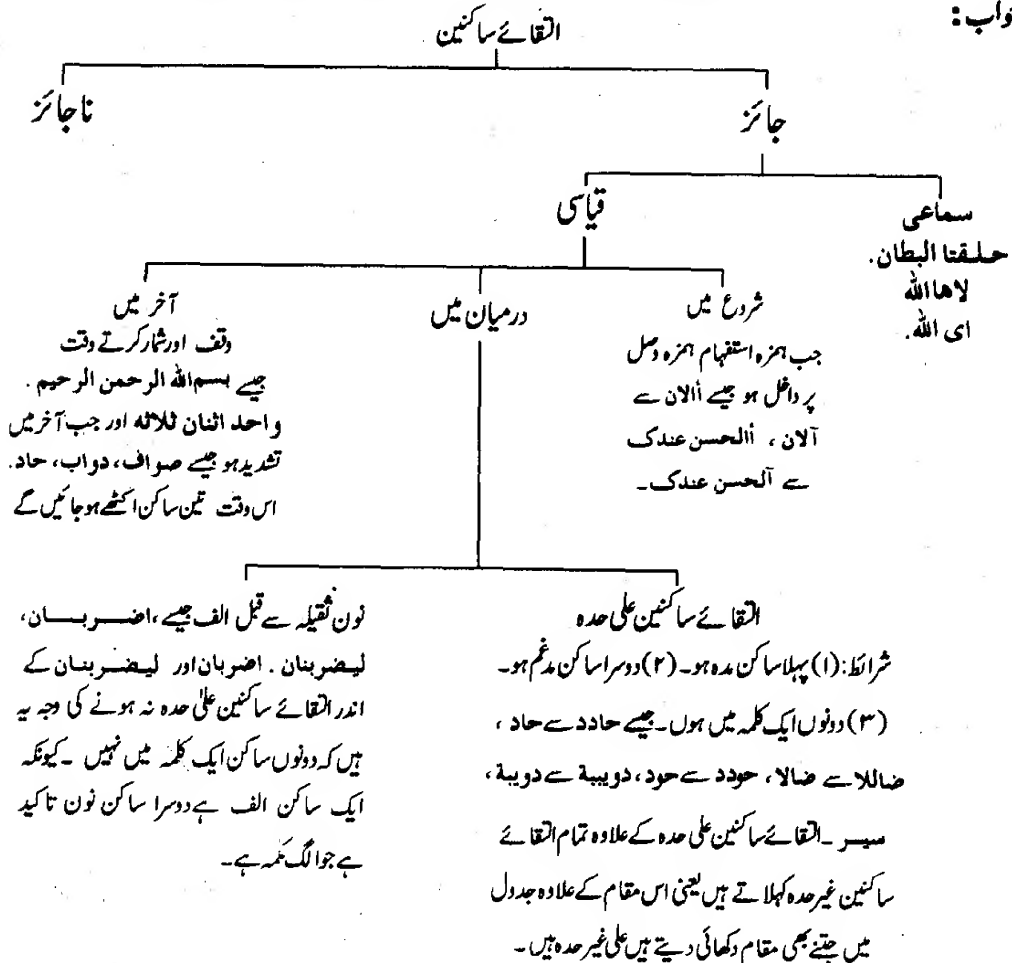 واب:
التقائے ساکنین
جائز
ناجائز
سماعی
حلقتا البطان.
لاھااللہ
ای اللہ.
قیاسی
شروع میں
جب ہمزہ استفہام ہمزہ وصل
پر داخل ہو جیسے أالان سے
آلان ، أالحسن عندک
سے آلحسن عندک۔
درمیان میں
آخر میں
وقف اور شمار کرتے وقت
جیسے بسم اللہ الرحمن الرحیم .
واحد اثنان ثلاثہ اور جب آخر میں
تشدید ہو جیسے صواف، دواب، حاد.
اس وقت تین ساکن اکٹھے ہو جائیں گے
التقائے ساکنین علی حدہ
شرائط: (۱) پہلا ساکن مدہ ہو۔ (۲) دوسرا ساکن مدغم ہو۔
(۳) دونوں ایک کلمہ میں ہوں۔ جیسے حادد سے حاد ،
ضاللا سے ضالا، حودد سے حود، دویببة سے دویبة،
سیر ۔ التقائے ساکنین علی حدہ کے علاوہ تمام التقائے
ساکنین غیر حدہ کہلاتے ہیں یعنی اس مقام کے علاوہ جدول
میں جتنے بھی مقام دکھائی دیتے ہیں علی غیر حدہ ہیں ۔
نون ثقیلہ سے قبل الف جیسے ،اضربان،
لیضربنان . اضربان اور لیضربنان کے
اندر التقائے ساکنین علیٰ حدہ نہ ہونے کی وجہ یہ
ہیں کہ دونوں ساکن ایک کلمہ میں نہیں ۔ کیونکہ
ایک ساکن الف ہے دوسرا ساکن نون تاکید
ہے جو الگ کلمہ ہے۔